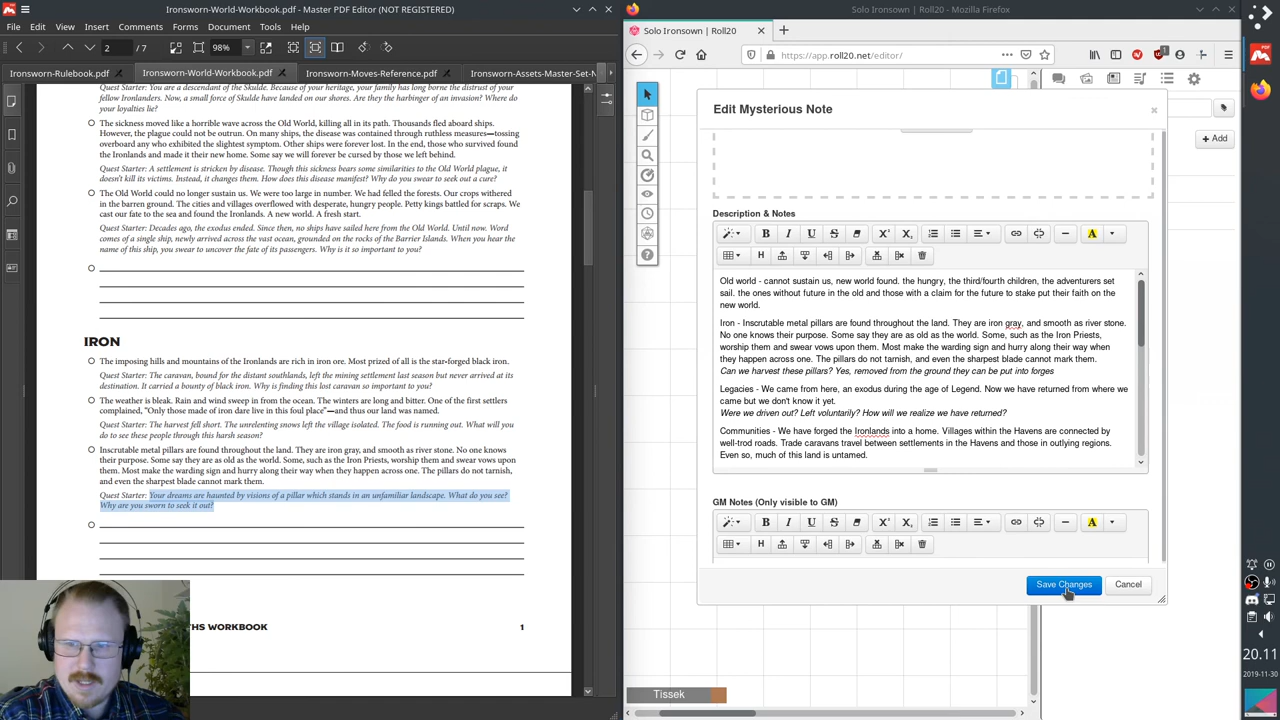 Ironsworn-World-Workbook.pdf - Master PDF Editor (NOT REGISTERED)
Solo Ironsown | Roll20 - Mozilla Firefox
File Edit View Insert Comments Forms Document Tools Help
Solo Ironsown | Roll20
2 / 7 98%
https://app.roll20.net/editor/
Ironsworn-Rulebook.pdf
Ironsworn-World-Workbook.pdf
Ironsworn-Moves-Reference.pdf
Ironsworn-Assets-Master-Set-N
Quest Starter: You are a descendant of the Skulde. Because of your heritage, your family has long borne the distrust of your
fellow Ironlanders. Now, a small force of Skulde have landed on our shores. Are they the harbinger of an invasion? Where do
your loyalties lie?
The sickness moved like a horrible wave across the Old World, killing all in its path. Thousands fled aboard ships.
However, the plague could not be outrun. On many ships, the disease was contained through ruthless measures—tossing
overboard any who exhibited the slightest symptom. Other ships were forever lost. In the end, those who survived found
the Ironlands and made it their new home. Some say we will forever be cursed by those we left behind.
Quest Starter: A settlement is stricken by disease. Though this sickness bears some similarities to the Old World plague, it
doesn't kill its victims. Instead, it changes them. How does this disease manifest? Why do you swear to seek out a cure?
The Old World could no longer sustain us. We were too large in number. We had felled the forests. Our crops withered
in the barren ground. The cities and villages overflowed with desperate, hungry people. Petty kings battled for scraps. We
cast our fate to the sea and found the Ironlands. A new world. A fresh start.
Quest Starter: Decades ago, the exodus ended. Since then, no ships have sailed here from the Old World. Until now. Word
comes of a single ship, newly arrived across the vast ocean, grounded on the rocks of the Barrier Islands. When you hear the
name of this ship, you swear to uncover the fate of its passengers. Why is it so important to you?
IRON
The imposing hills and mountains of the Ironlands are rich in iron ore. Most prized of all is the star-forged black iron.
Quest Starter: The caravan, bound for the distant southlands, left the mining settlement last season but never arrived at its
destination. It carried a bounty of black iron. Why is finding this lost caravan so important to you?
The weather is bleak. Rain and wind sweep in from the ocean. The winters are long and bitter. One of the first settlers
complained, "Only those made of iron dare live in this foul place"—and thus our land was named.
Quest Starter: The harvest fell short. The unrelenting snows left the village isolated. The food is running out. What will you
do to see these people through this harsh season?
Inscrutable metal pillars are found throughout the land. They are iron gray, and smooth as river stone. No one knows
their purpose. Some say they are as old as the world. Some, such as the Iron Priests, worship them and swear vows upon them.
Most make the warding sign and hurry along their way when they happen across one. The pillars do not tarnish,
and even the sharpest blade cannot mark them.
Quest Starter: Your dreams are haunted by visions of a pillar which stands in an unfamiliar landscape. What do you see?
Why are you sworn to seek it out?
THS WORKBOOK 1
Edit Mysterious Note
+ Add
Description & Notes
B I U S X² X₂ A
H
Old world - cannot sustain us, new world found. the hungry, the third/fourth children, the adventurers set
sail. the ones without future in the old and those with a claim for the future to stake put their faith on the
new world.
Iron - Inscrutable metal pillars are found throughout the land. They are iron gray, and smooth as river stone.
No one knows their purpose. Some say they are as old as the world. Some, such as the Iron Priests,
worship them and swear vows upon them. Most make the warding sign and hurry along their way when
they happen across one. The pillars do not tarnish, and even the sharpest blade cannot mark them.
Can we harvest these pillars? Yes, removed from the ground they can be put into forges
Legacies - We came from here, an exodus during the age of Legend. Now we have returned from where we
came but we don't know it yet.
Were we driven out? Left voluntarily? How will we realize we have returned?
Communities - We have forged the Ironlands into a home. Villages within the Havens are connected by
well-trod roads. Trade caravans travel between settlements in the Havens and those in outlying regions.
Even so, much of this land is untamed.
GM Notes (Only visible to GM)
B I U S X² X₂ A
H
Save Changes
Cancel
Tissek
1
20.11
2019-11-30